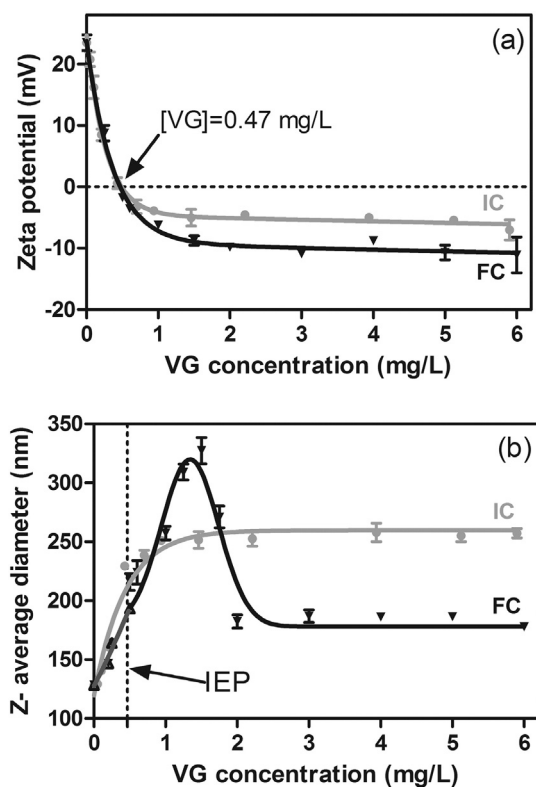 (a)
Zeta potential (mV)
20
10
0
-10
-20
[VG]=0.47 mg/L
IC
FC
0 1 2 3 4 5 6
VG concentration (mg/L)
(b)
Z- average diameter (nm)
350
300
250
200
150
100
IC
FC
IEP
0 1 2 3 4 5 6
VG concentration (mg/L)